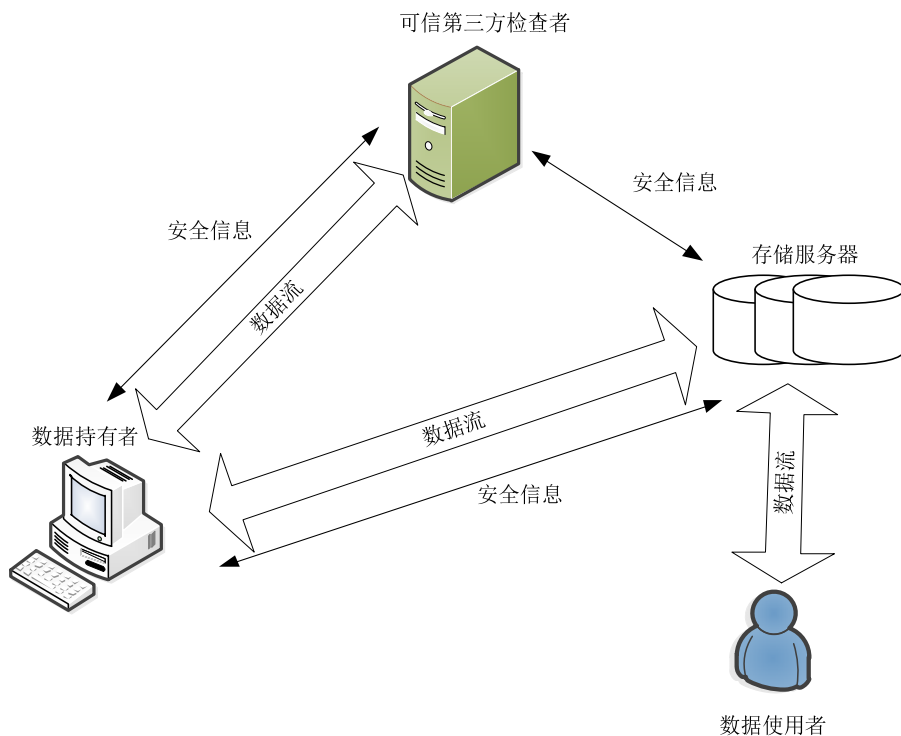 可信第三方检查者
安全信息
安全信息
存储服务器
数据流
数据流
数据持有者
安全信息
数据流
数据使用者